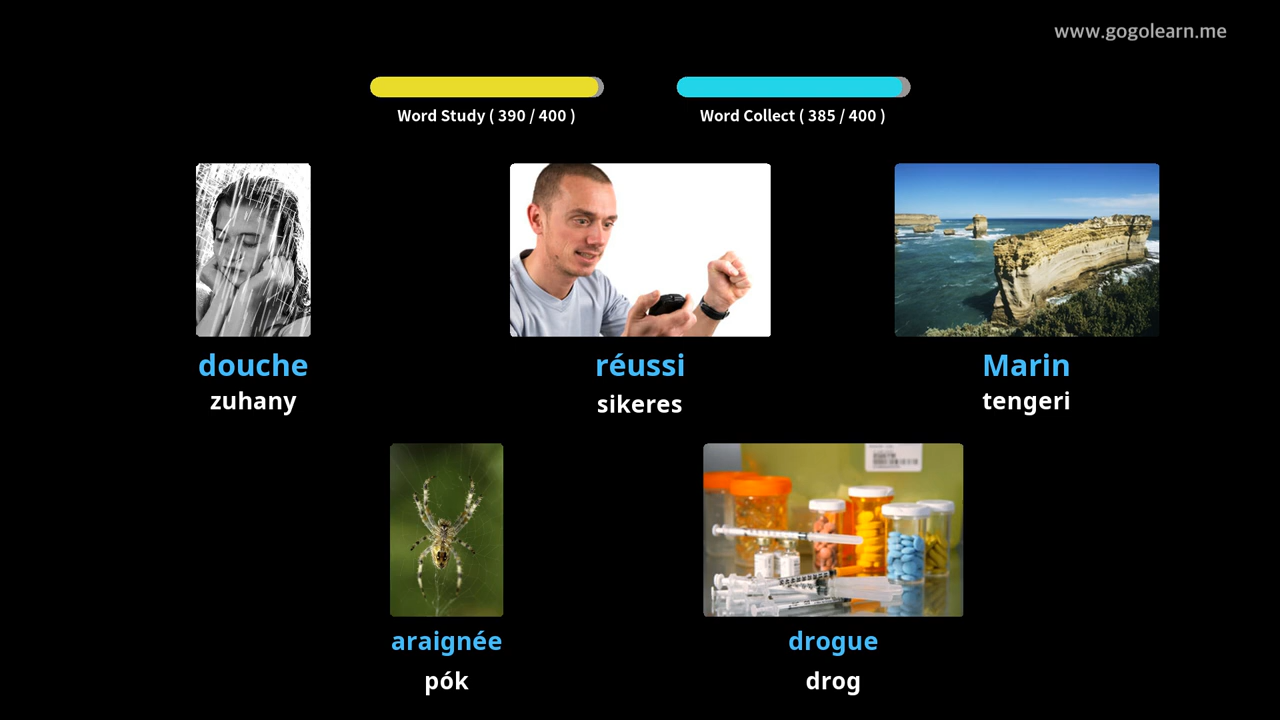 www.gogolearn.me
Word Study ( 390 / 400 )
Word Collect ( 385 / 400 )
douche
zuhany
réussi
sikeres
Marin
tengeri
araignée
pók
drogue
drog